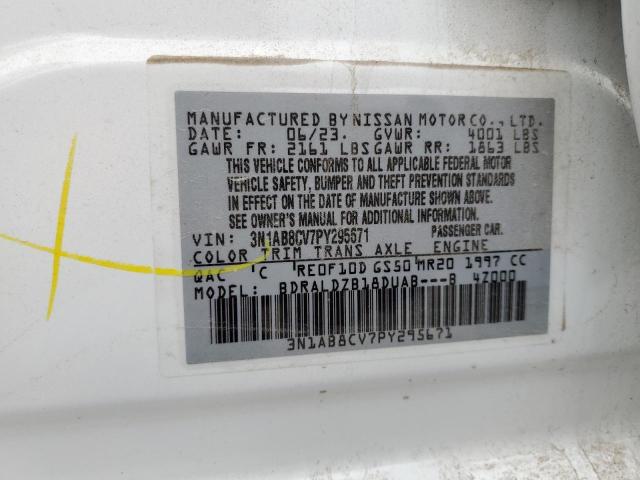 MANUFACTURED BY NISSAN MOTOR CO., LTD.
DATE: 06/23. GVWR: 4001 LBS
GAWR FR: 2161 LBS GAWR RR: 1863 LBS
THIS VEHICLE CONFORMS TO ALL APPLICABLE FEDERAL MOTOR
VEHICLE SAFETY, BUMPER AND THEFT PREVENTION STANDARDS
IN EFFECT ON THE DATE OF MANUFACTURE SHOWN ABOVE.
SEE OWNER'S MANUAL FOR ADDITIONAL INFORMATION.
VIN: 3N1AB8CV7PY295671 PASSENGER CAR.
COLOR TRIM TRANS AXLE ENGINE
QAC C RE0F10D GS50 MR20 1997 CC
MODEL: BDRALDZB18DUAB---B 4Z000
3N1AB8CV7PY295671